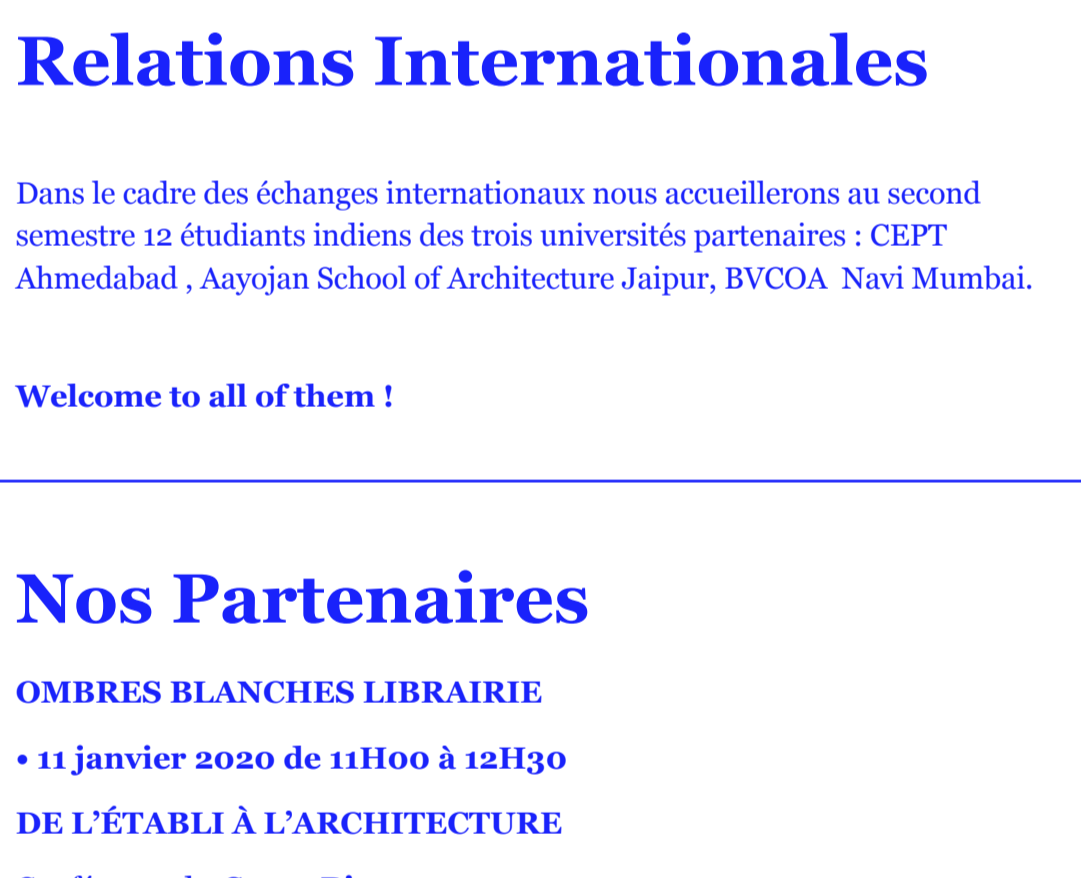 Relations Internationales
Dans le cadre des échanges internationaux nous accueillerons au second
semestre 12 étudiants indiens des trois universités partenaires : CEPT
Ahmedabad , Aayojan School of Architecture Jaipur, BVCOA  Navi Mumbai.
Welcome to all of them !
Nos Partenaires
OMBRES BLANCHES LIBRAIRIE
• 11 janvier 2020 de 11H00 à 12H30
DE L’ÉTABLI À L’ARCHITECTURE